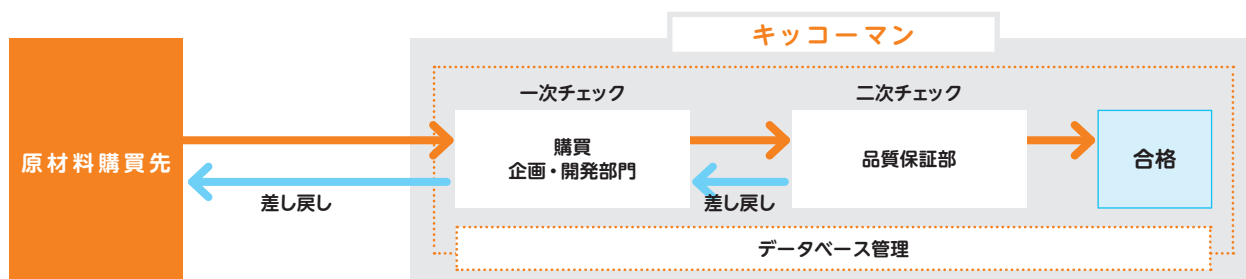 キッコーマン
原材料購買先
一次チェック
購買
企画・開発部門
二次チェック
品質保証部
合格
差し戻し
差し戻し
データベース管理